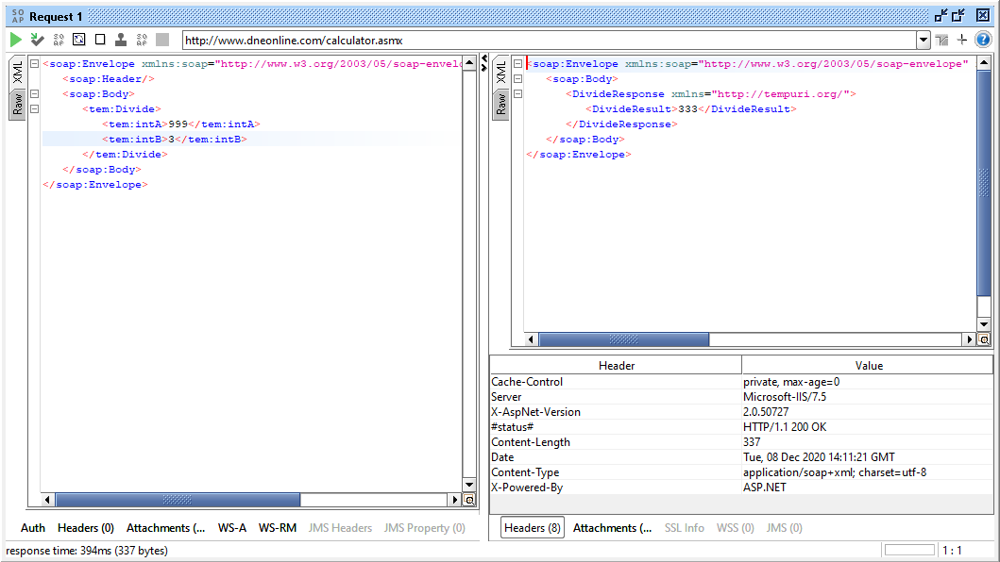 SO
AP
Request 1
http://www.dneonline.com/calculator.asmx
XML
Raw
<soap:Envelope xmlns:soap="http://www.w3.org/2003/05/soap-envelo
<soap:Header/>
<soap:Body>
<tem:Divide>
<tem:intA>999</tem:intA>
<tem:intB>3</tem:intB>
</tem:Divide>
</soap:Body>
</soap:Envelope>
XML
Raw
<soap:Envelope xmlns:soap="http://www.w3.org/2003/05/soap-envelope"
<soap:Body>
<DivideResponse xmlns="http://tempuri.org/">
<DivideResult>333</DivideResult>
</DivideResponse>
</soap:Body>
</soap:Envelope>
Header Value
Cache-Control private, max-age=0
Server Microsoft-IIS/7.5
X-AspNet-Version 2.0.50727
#status# HTTP/1.1 200 OK
Content-Length 337
Date Tue, 08 Dec 2020 14:11:21 GMT
Content-Type application/soap+xml; charset=utf-8
X-Powered-By ASP.NET
Auth Headers (0) Attachments (... WS-A WS-RM JMS Headers JMS Property (0)
Headers (8) Attachments (... SSL Info WSS (0) JMS (0)
response time: 394ms (337 bytes)
1 : 1